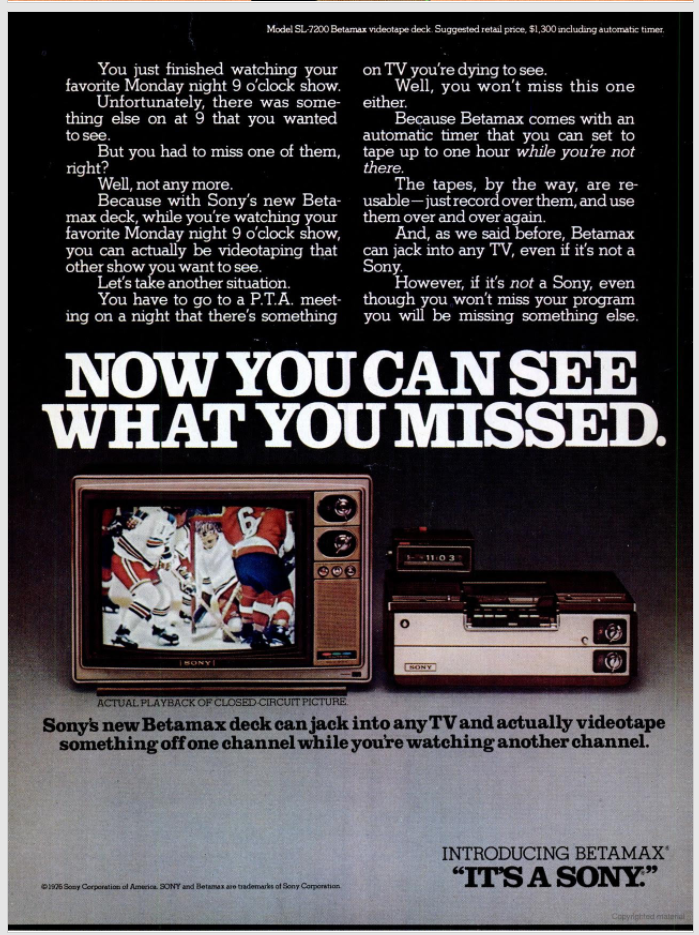 Model SL-7200 Betamax videotape deck. Suggested retail price, $1,300 including automatic timer.
You just finished watching your
favorite Monday night 9 o'clock show.
Unfortunately, there was some-
thing else on at 9 that you wanted
to see.
But you had to miss one of them,
right?
Well, not any more.
Because with Sony's new Beta-
max deck, while you're watching your
favorite Monday night 9 o'clock show,
you can actually be videotaping that
other show you want to see.
Let's take another situation.
You have to go to a P.T.A. meet-
ing on a night that there's something
on TV you're dying to see.
Well, you won't miss this one
either.
Because Betamax comes with an
automatic timer that you can set to
tape up to one hour while you're not
there.
The tapes, by the way, are re-
usable—just record over them, and use
them over and over again.
And, as we said before, Betamax
can jack into any TV, even if it's not a
Sony.
However, if it's not a Sony, even
though you won't miss your program
you will be missing something else.
NOW YOU CAN SEE
WHAT YOU MISSED.
6
11 03
SONY
SONY
ACTUAL PLAYBACK OF CLOSED-CIRCUIT PICTURE.
Sony's new Betamax deck can jack into any TV and actually videotape
something off one channel while you're watching another channel.
INTRODUCING BETAMAX®
"IT'S A SONY."
©1976 Sony Corporation of America. SONY and Betamax are trademarks of Sony Corporation.
Copyrighted material